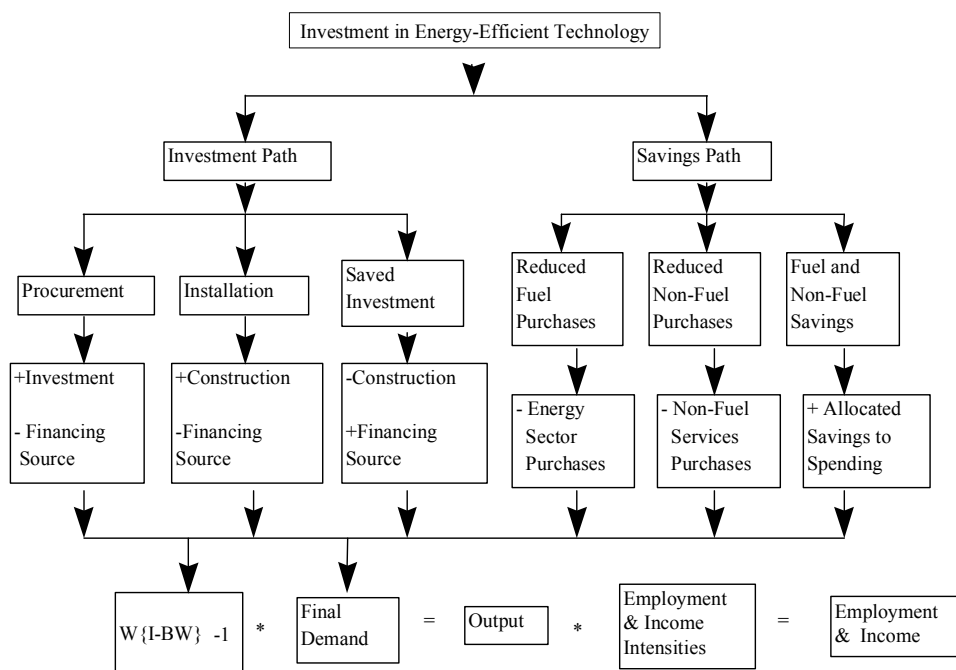 Investment in Energy-Efficient Technology
Investment Path
Savings Path
Procurement
Installation
Saved
Investment
Reduced
Fuel
Purchases
Reduced
Non-Fuel
Purchases
Fuel and
Non-Fuel
Savings
+Investment
- Financing
Source
+Construction
-Financing
Source
-Construction
+Financing
Source
- Energy
Sector
Purchases
- Non-Fuel
Services
Purchases
+ Allocated
Savings to
Spending
W{I-BW} -1
*
Final
Demand
=
Output
*
Employment
& Income
Intensities
=
Employment
& Income